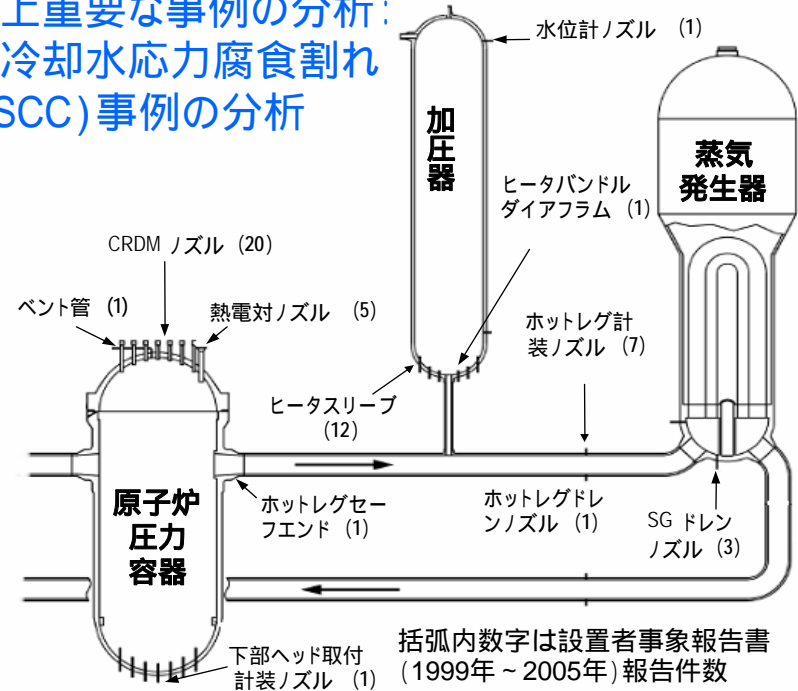 上重要な事例の分析:
冷却水応力腐食割れ
SCC)事例の分析
水位計ノズル (1)
加圧器
蒸気
発生器
ヒータバンドル
ダイアフラム (1)
CRDM ノズル (20)
ベント管 (1)
熱電対ノズル (5)
ホットレグ計
装ノズル (7)
ヒータスリーブ
(12)
原子炉
圧力
容器
ホットレグセー
フエンド (1)
ホットレグドレ
ンノズル (1)
SG ドレン
ノズル (3)
下部ヘッド取付
計装ノズル (1)
括弧内数字は設置者事象報告書
(1999年~2005年)報告件数